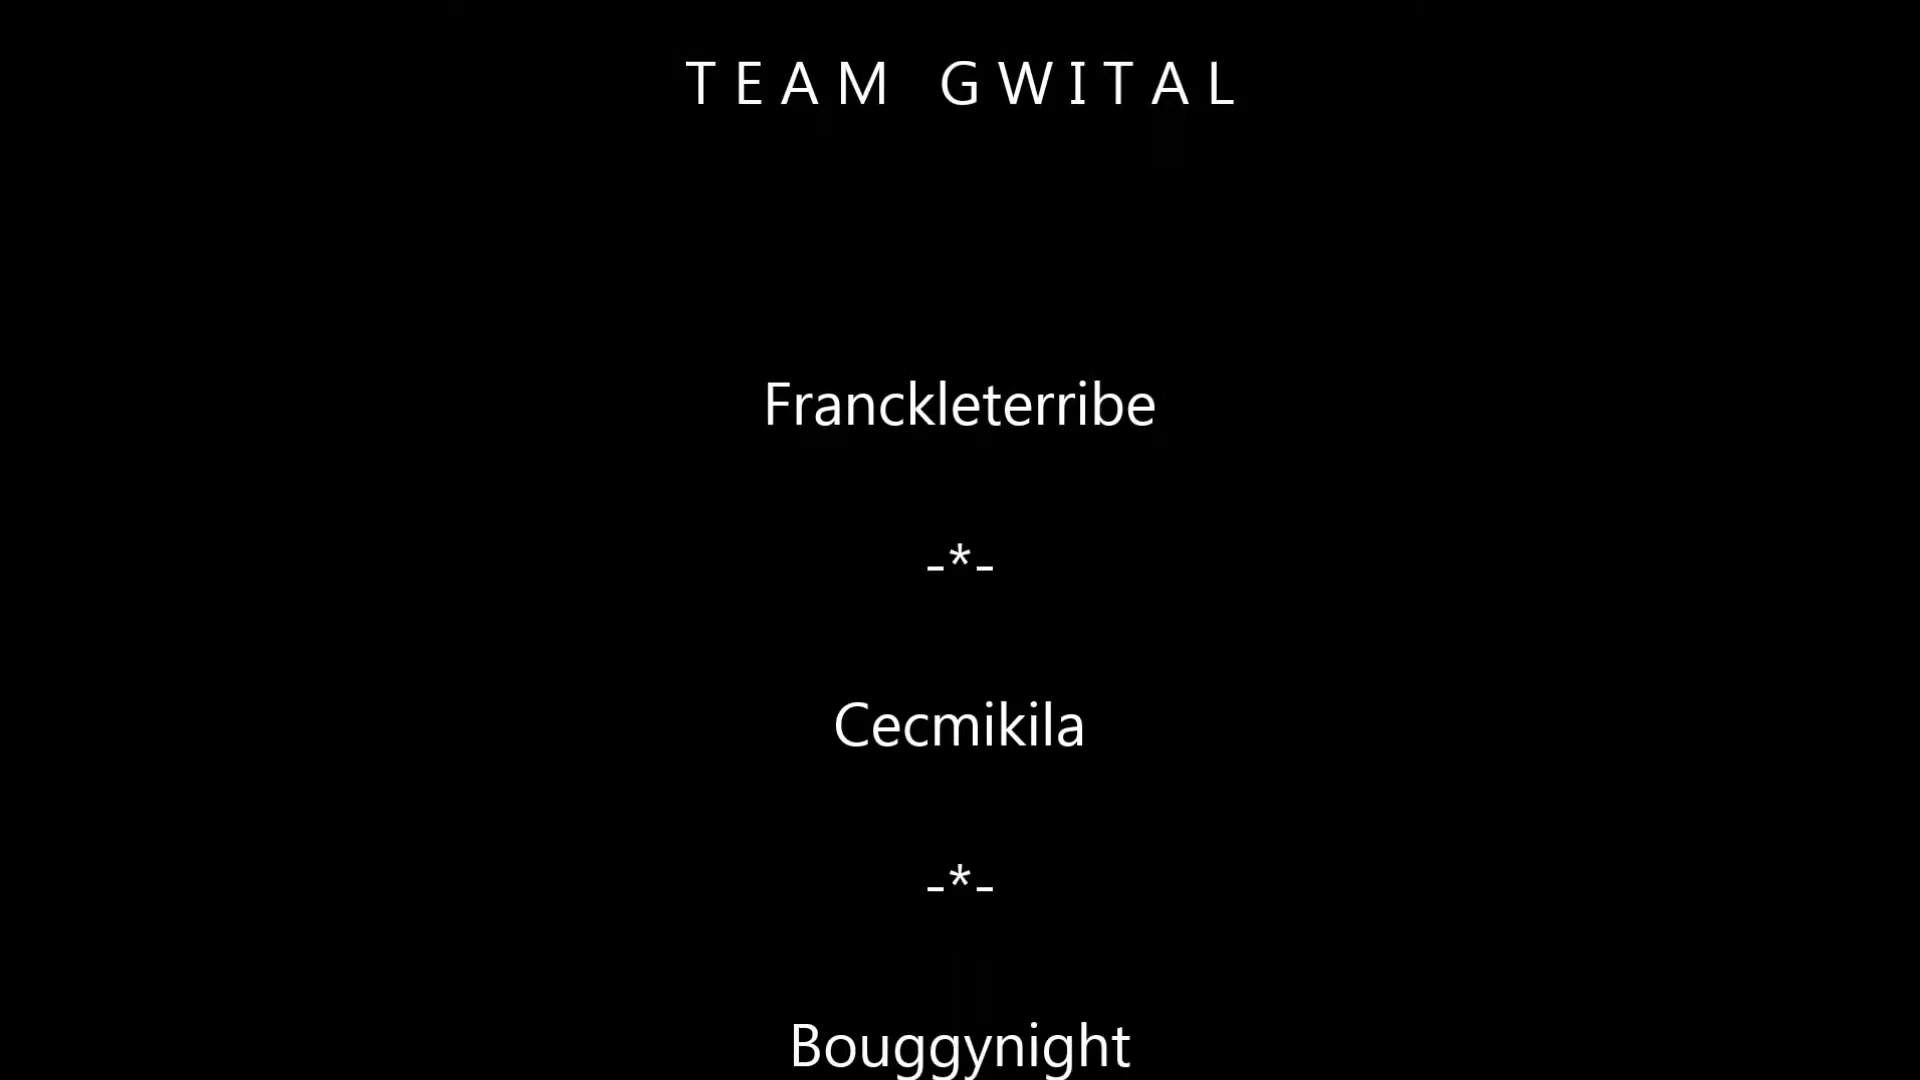 TEAM GWITAL
Franckleterribe
-*-
Cecmikila
-*-
Bouggynight